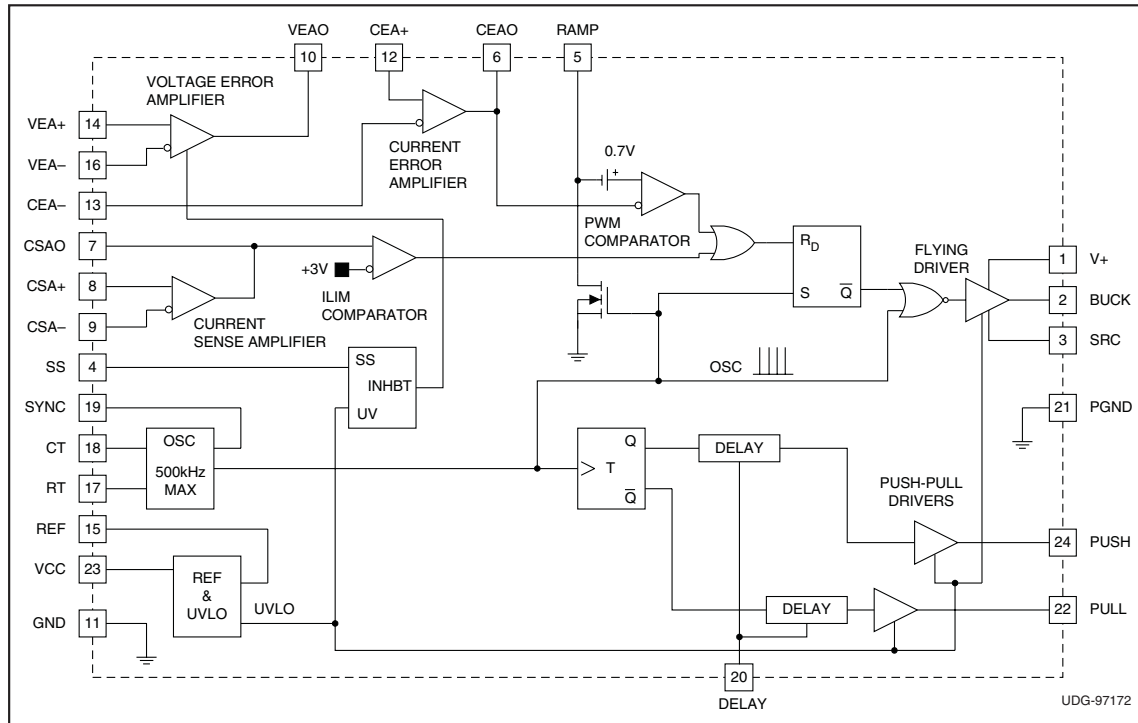 VEAO
CEA+
CEAO
RAMP
10
12
6
5
VOLTAGE ERROR
AMPLIFIER
VEA+
14
VEA–
16
CEA–
13
CURRENT
ERROR
AMPLIFIER
0.7V
+
PWM
COMPARATOR
CSAO
7
CSA+
8
CSA–
9
+3V
ILIM
COMPARATOR
CURRENT
SENSE AMPLIFIER
RD
S
Q
FLYING
DRIVER
1
V+
2
BUCK
3
SRC
SS
4
SS
INHBT
UV
OSC
SYNC
19
CT
18
RT
17
OSC
500kHz
MAX
21
PGND
Q
T
Q
DELAY
PUSH-PULL
DRIVERS
REF
15
VCC
23
GND
11
REF
&
UVLO
UVLO
24
PUSH
DELAY
22
PULL
20
DELAY
UDG-97172